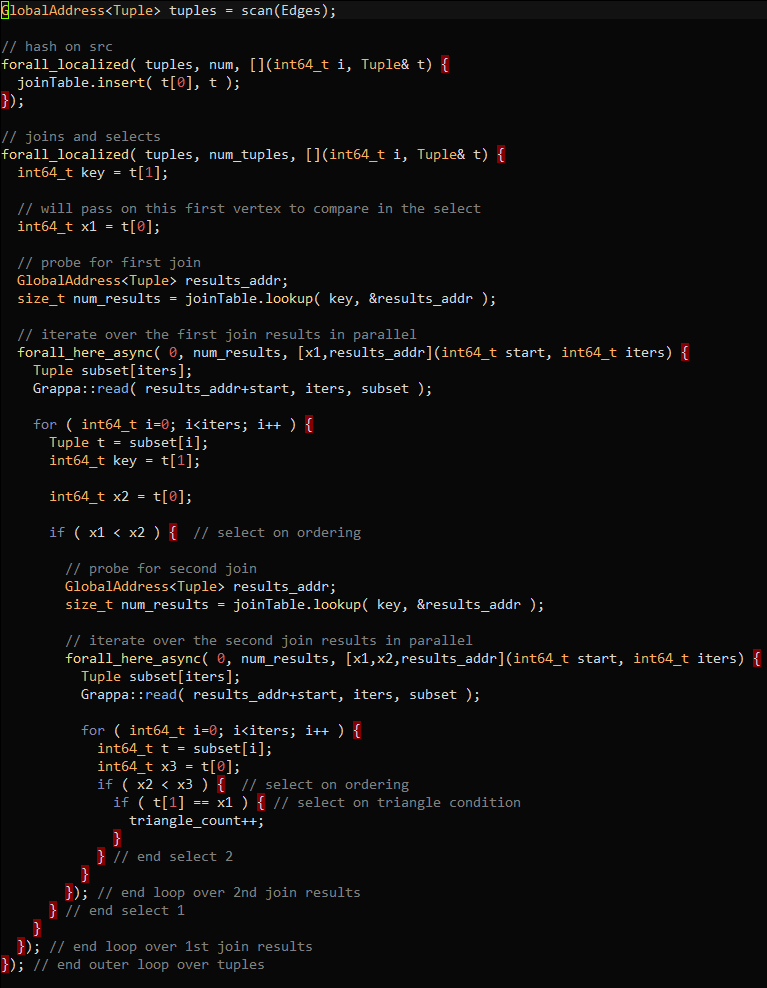 GlobalAddress<Tuple> tuples = scan(Edges);

// hash on src
forall_localized( tuples, num, [](int64_t i, Tuple& t) {
  joinTable.insert( t[0], t );
});

// joins and selects
forall_localized( tuples, num_tuples, [](int64_t i, Tuple& t) {
  int64_t key = t[1];

  // will pass on this first vertex to compare in the select
  int64_t x1 = t[0];

  // probe for first join
  GlobalAddress<Tuple> results_addr;
  size_t num_results = joinTable.lookup( key, &results_addr );

  // iterate over the first join results in parallel
  forall_here_async( 0, num_results, [x1,results_addr](int64_t start, int64_t iters) {
    Tuple subset[iters];
    Grappa::read( results_addr+start, iters, subset );

    for ( int64_t i=0; i<iters; i++ ) {
      Tuple t = subset[i];
      int64_t key = t[1];

      int64_t x2 = t[0];

      if ( x1 < x2 ) {  // select on ordering

        // probe for second join
        GlobalAddress<Tuple> results_addr;
        size_t num_results = joinTable.lookup( key, &results_addr );

        // iterate over the second join results in parallel
        forall_here_async( 0, num_results, [x1,x2,results_addr](int64_t start, int64_t iters) {
          Tuple subset[iters];
          Grappa::read( results_addr+start, iters, subset );

          for ( int64_t i=0; i<iters; i++ ) {
            int64_t t = subset[i];
            int64_t x3 = t[0];
            if ( x2 < x3 ) {  // select on ordering
              if ( t[1] == x1 ) { // select on triangle condition
                triangle_count++;
              }
            } // end select 2
          }
        }); // end loop over 2nd join results
      } // end select 1
    }
  }); // end loop over 1st join results
}); // end outer loop over tuples